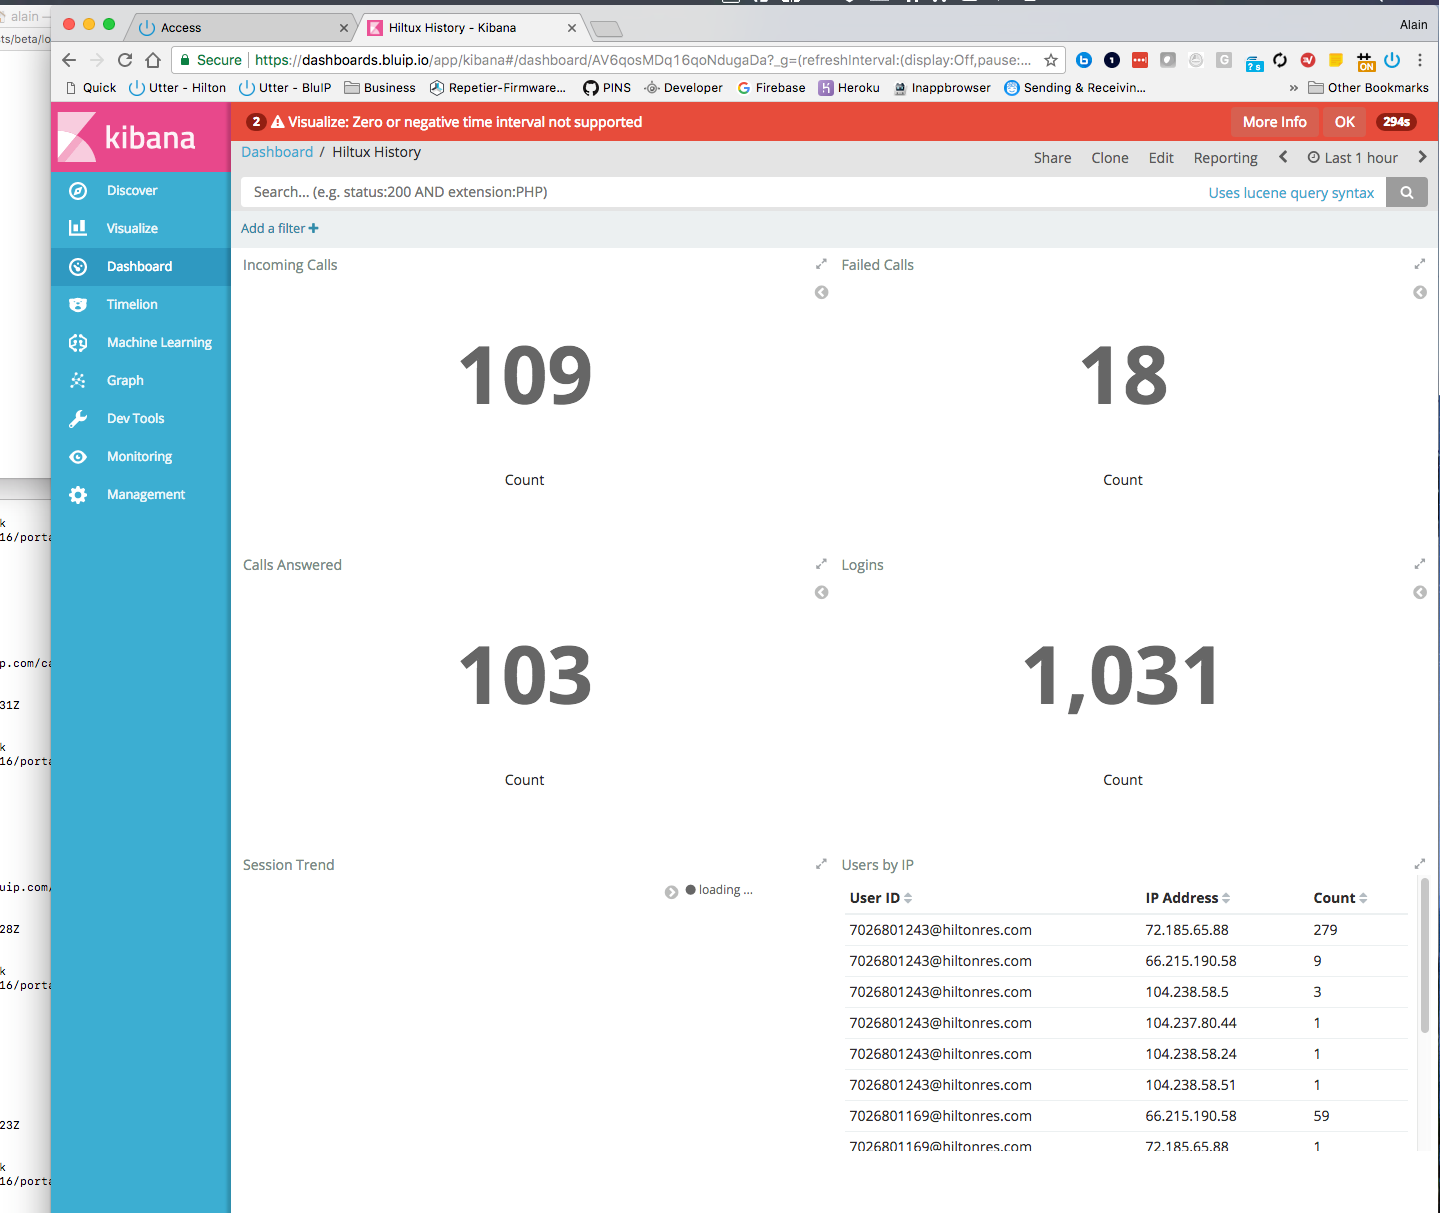 alain —
Access
Hiltux History - Kibana
Alain
sts/beta/lo
Secure
https://dashboards.bluip.io/app/kibana#/dashboard/AV6qosMDq16qoNdugaDa?_g=(refreshInterval:(display:Off,pause:...
? s
ON
Quick
Utter - Hilton
Utter - BluIP
Business
Repetier-Firmware...
PINS
Developer
Firebase
Heroku
Inappbrowser
Sending & Receivin...
»
Other Bookmarks
kibana
2 Visualize: Zero or negative time interval not supported
More Info
OK
294s
Dashboard / Hiltux History
Share
Clone
Edit
Reporting
Last 1 hour
Search... (e.g. status:200 AND extension:PHP)
Uses lucene query syntax
Add a filter +
Discover
Visualize
Dashboard
Timelion
Machine Learning
Graph
Dev Tools
Monitoring
Management
Incoming Calls
109
Count
Failed Calls
18
Count
Calls Answered
103
Count
Logins
1,031
Count
Session Trend
loading ...
Users by IP
User ID IP Address Count
7026801243@hiltonres.com 72.185.65.88 279
7026801243@hiltonres.com 66.215.190.58 9
7026801243@hiltonres.com 104.238.58.5 3
7026801243@hiltonres.com 104.237.80.44 1
7026801243@hiltonres.com 104.238.58.24 1
7026801243@hiltonres.com 104.238.58.51 1
7026801169@hiltonres.com 66.215.190.58 59
7026801169@hiltonres.com 72.185.65.88 1
k
16/porta
p.com/ca
31Z
k
16/porta
uip.com/
28Z
k
16/porta
23Z
k
16/porta